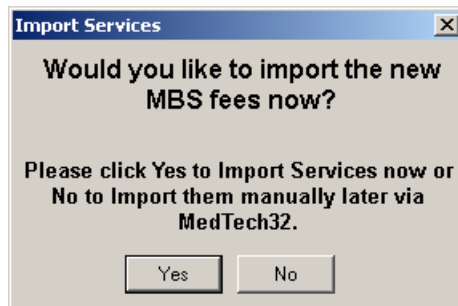 Import Services
Would you like to import the new
MBS fees now?
Please click Yes to Import Services now or
No to Import them manually later via
MedTech32.
Yes No